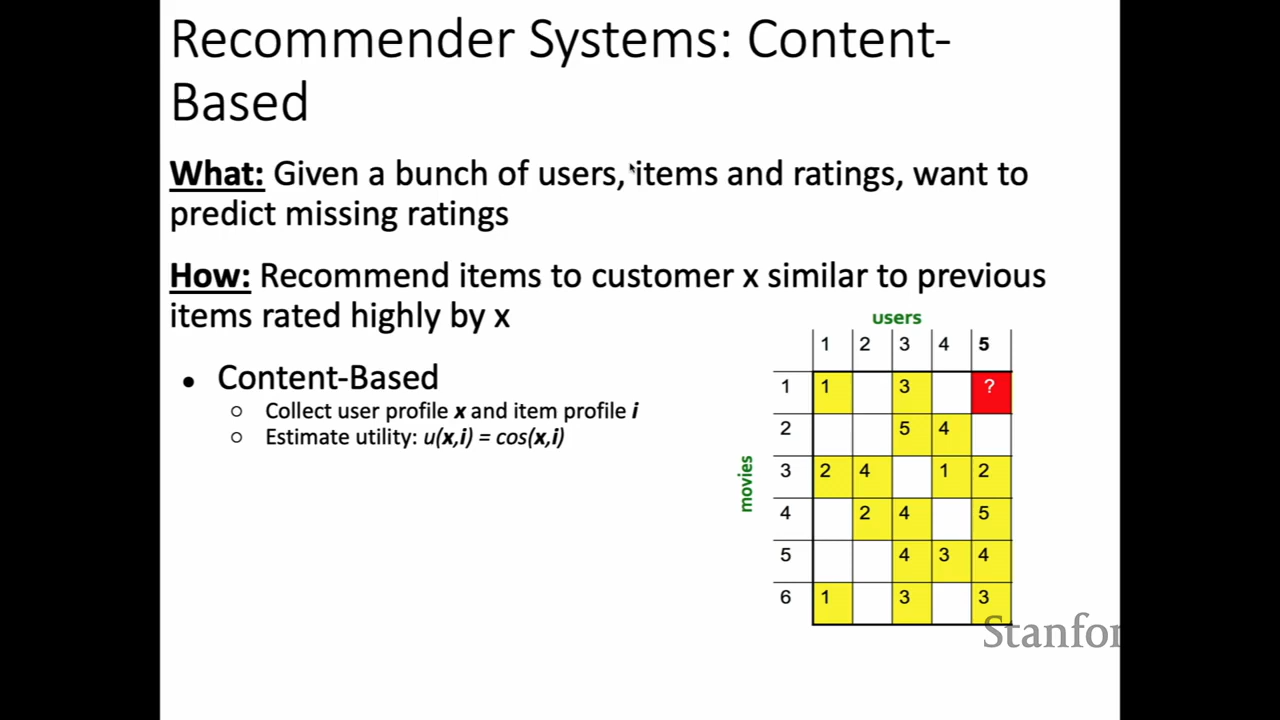 Recommender Systems: Content-
Based
What: Given a bunch of users, items and ratings, want to
predict missing ratings
How: Recommend items to customer x similar to previous
items rated highly by x
• Content-Based
○ Collect user profile x and item profile i
○ Estimate utility: u(x,i) = cos(x,i)
users
1 2 3 4 5
movies
1 1 3 ?
2 5 4
3 2 4 1 2
4 2 4 5
5 4 3 4
6 1 3 3
Stanfor